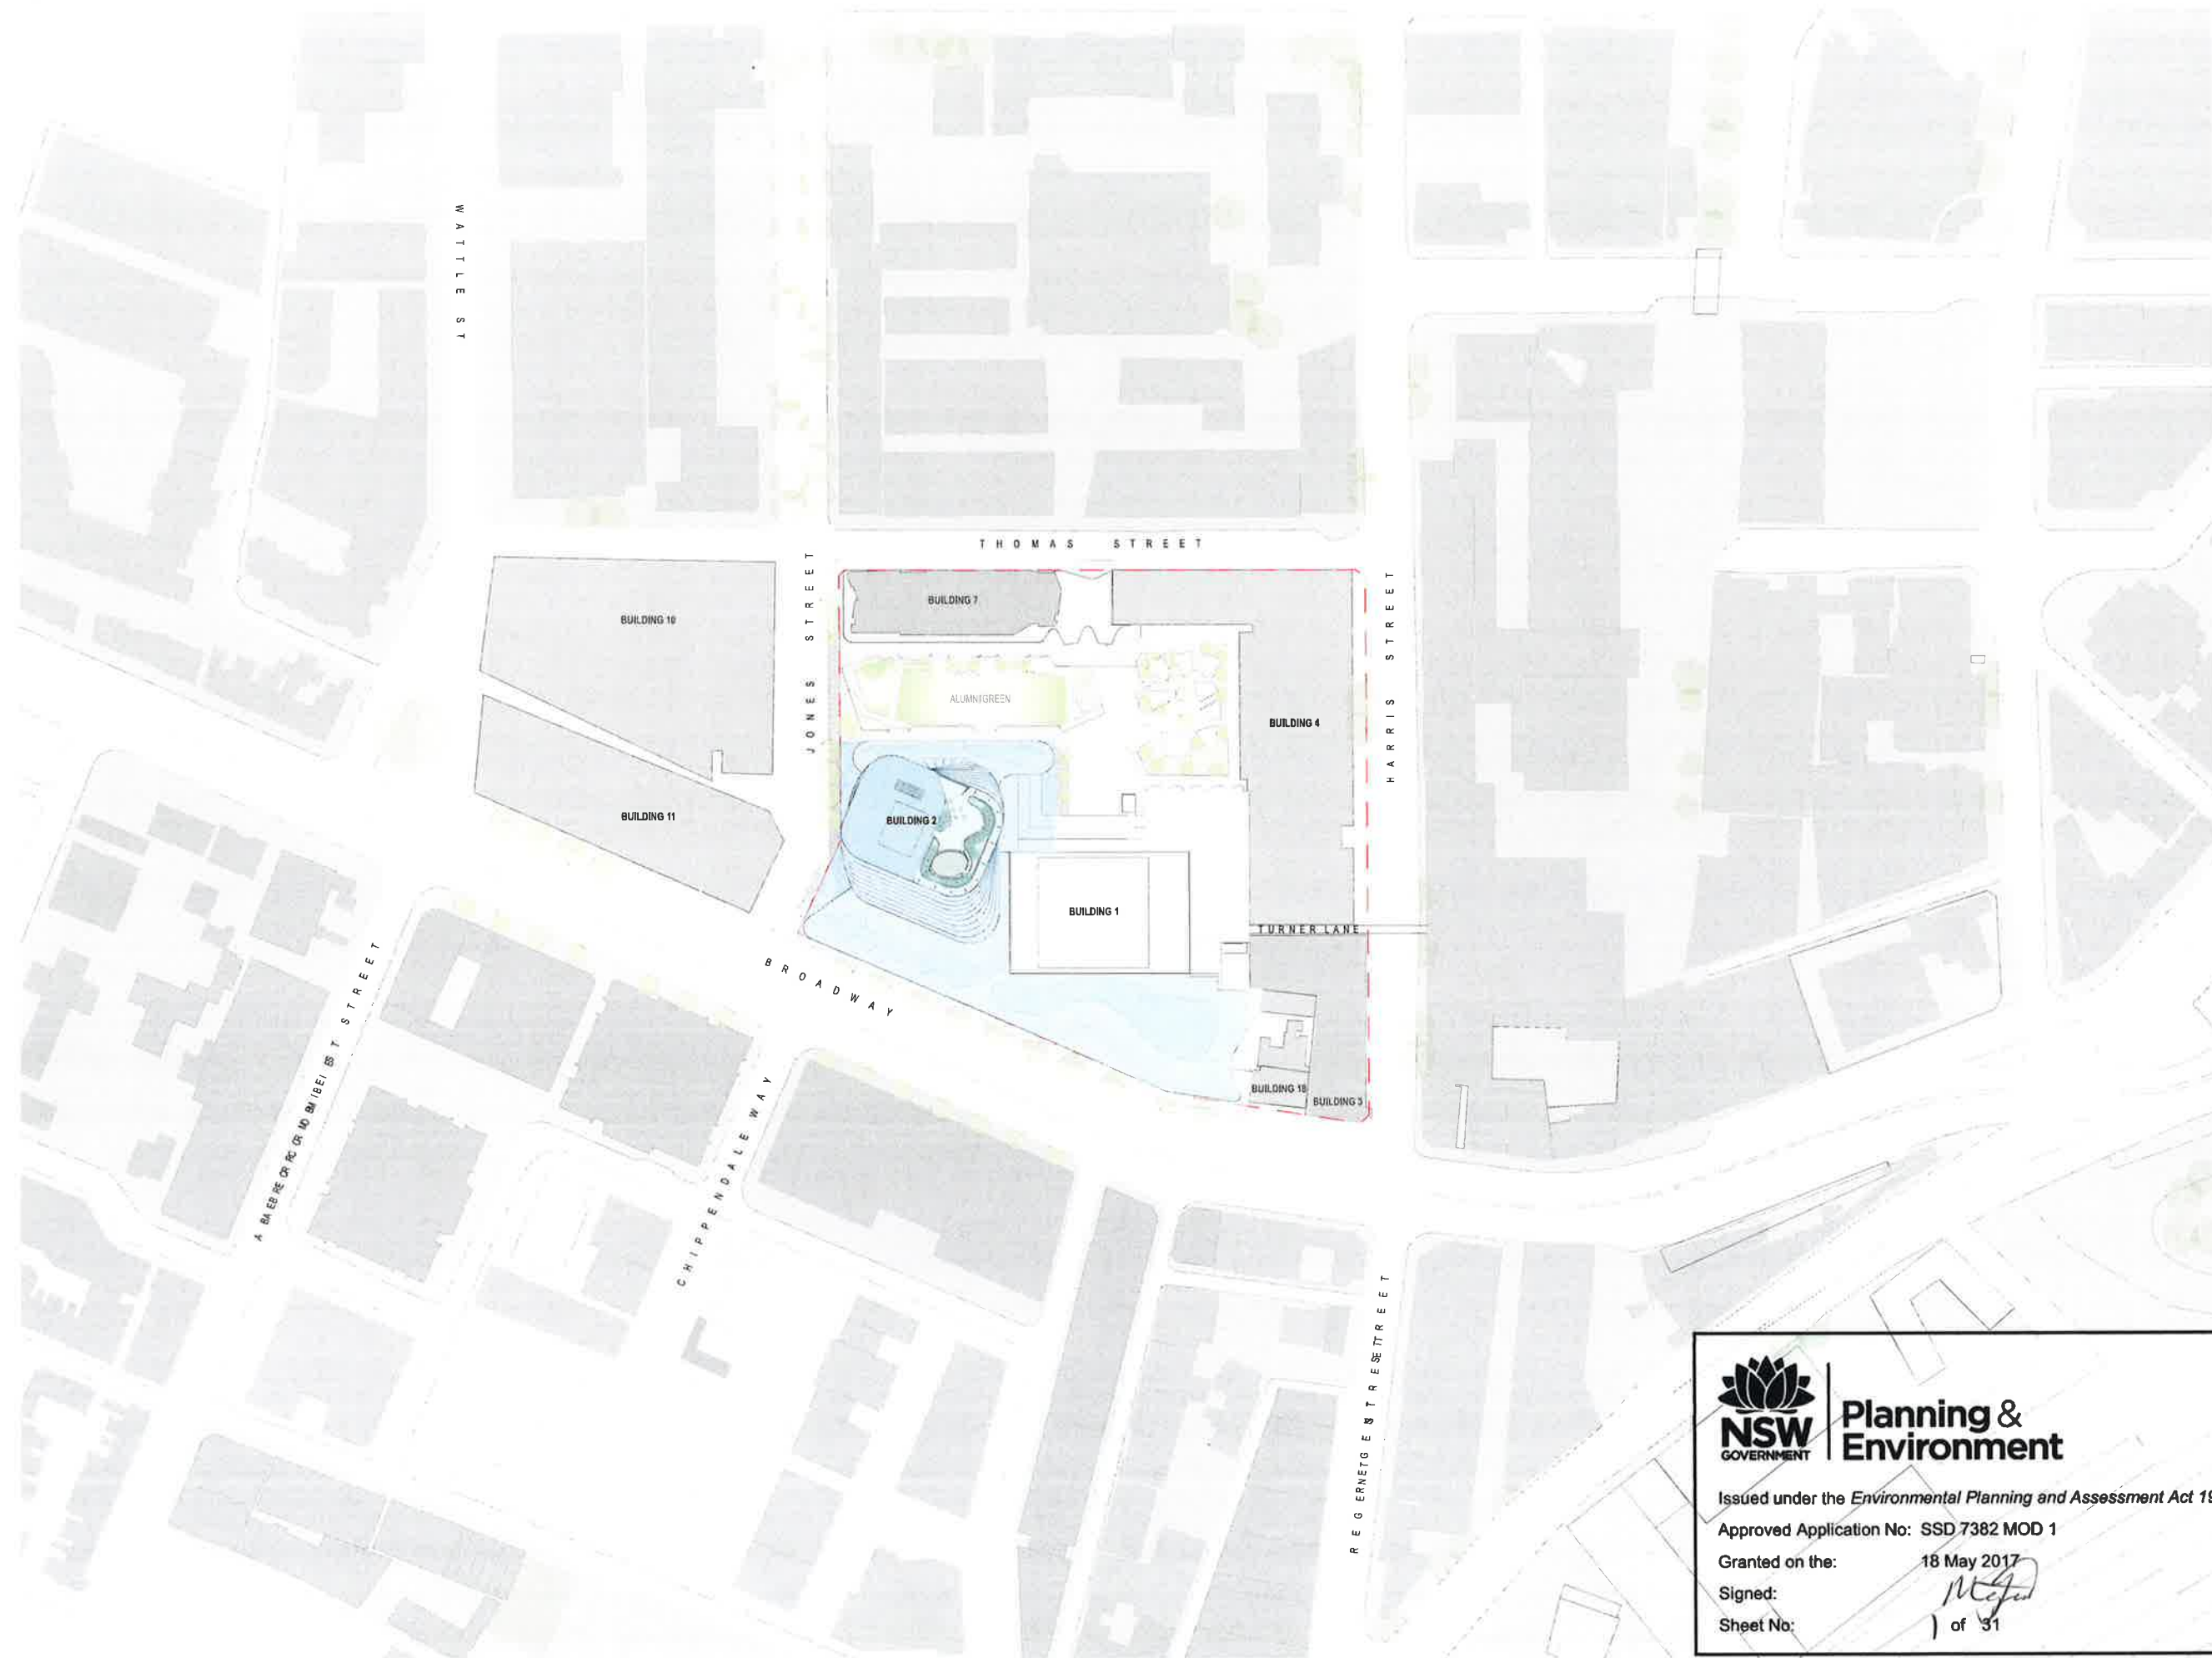 WATTLE ST
THOMAS STREET
JONES STREET
HARRIS STREET
BUILDING 7
BUILDING 10
ALUMNI GREEN
BUILDING 4
BUILDING 11
BUILDING 2
BUILDING 1
TURNER LANE
BROADWAY
BUILDING 18
BUILDING 3
STREET
CHIPPENDALE WAY
NSW
GOVERNMENT
Planning &
Environment
Issued under the Environmental Planning and Assessment Act 19
Approved Application No: SSD 7382 MOD 1
Granted on the: 18 May 2017
Signed:
Sheet No: 1 of 31